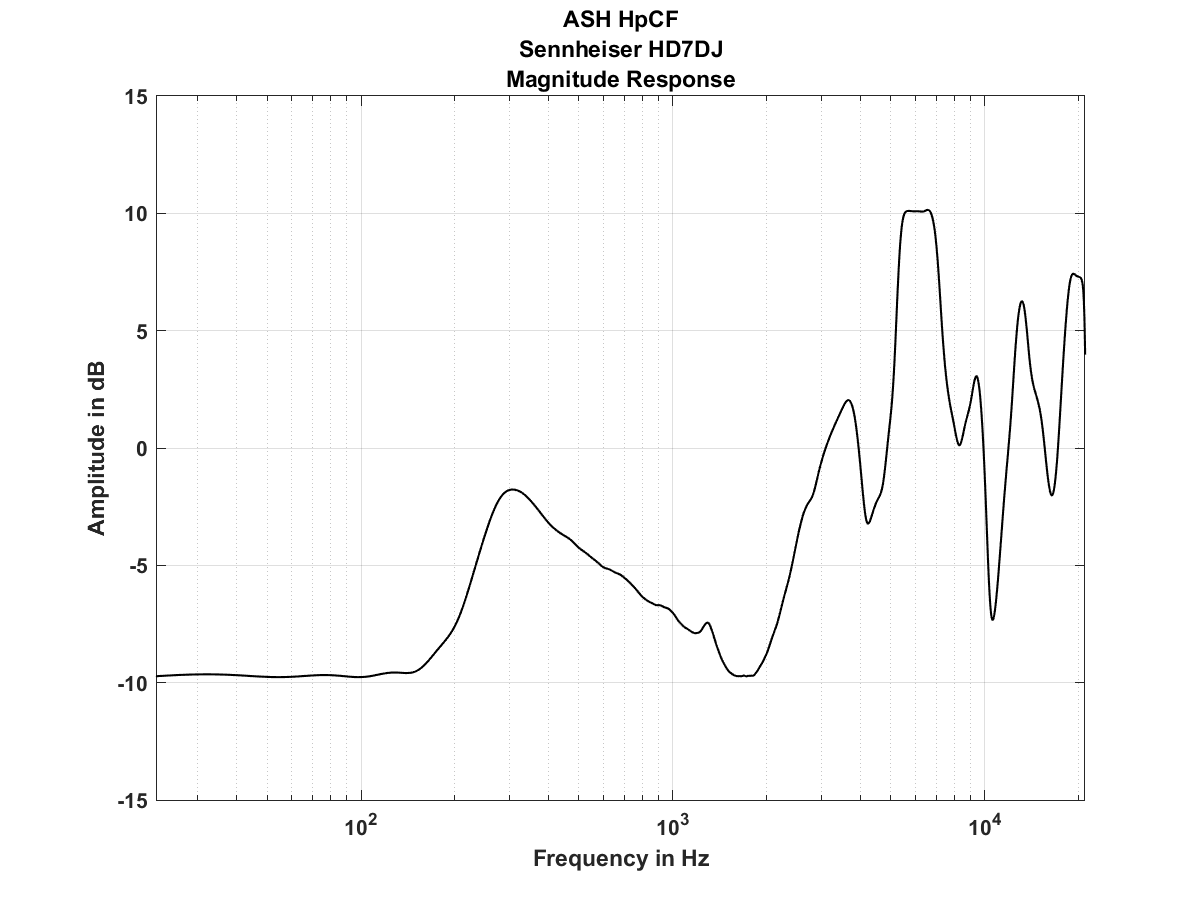 ASH HpCF
Sennheiser HD7DJ
Magnitude Response
15
10
5
0
-5
-10
-15
Amplitude in dB
10² 10³ 10⁴
Frequency in Hz